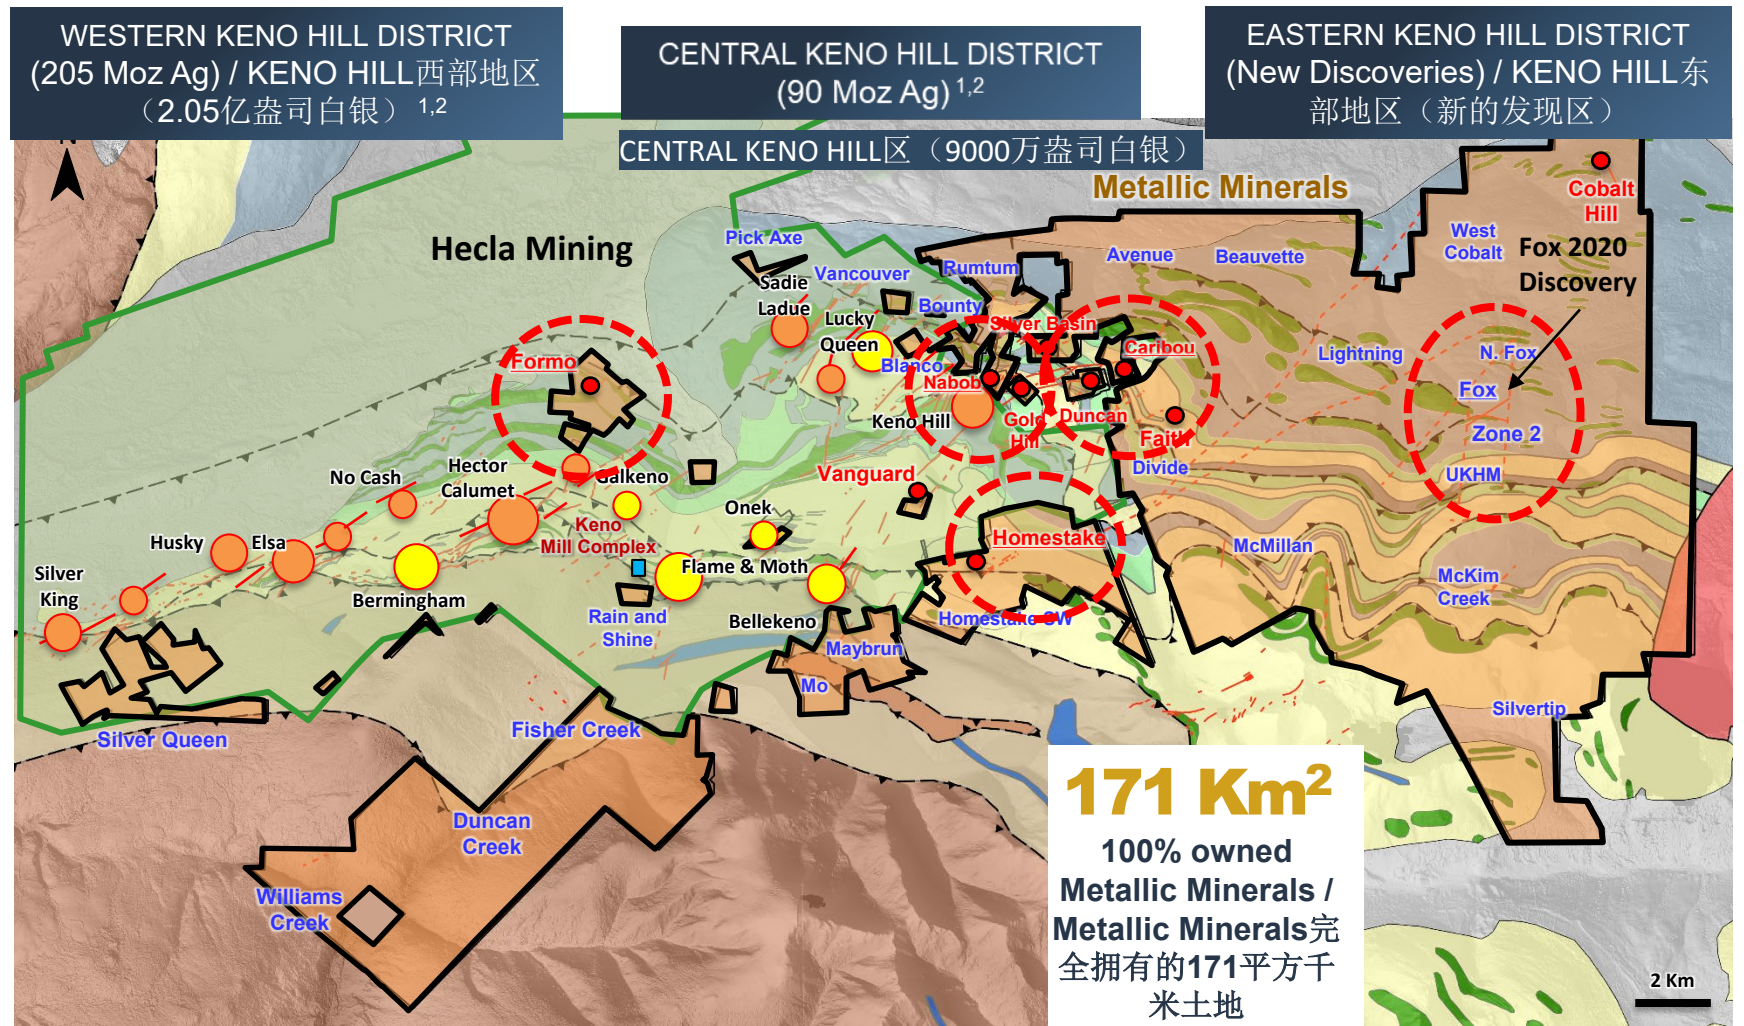 WESTERN KENO HILL DISTRICT
(205 Moz Ag) / KENO HILL西部地区
（2.05亿盎司白银） 1,2
CENTRAL KENO HILL DISTRICT
(90 Moz Ag) 1,2
CENTRAL KENO HILL区（9000万盎司白银）
EASTERN KENO HILL DISTRICT
(New Discoveries) / KENO HILL东
部地区（新的发现区）
N
Hecla Mining
Metallic Minerals
Cobalt
Hill
Fox 2020
Discovery
West
Cobalt
Pick Axe
Vancouver
Sadie
Ladue
Lucky
Queen
Rumtum
Bounty
Avenue
Beauvette
Silver Basin
Blanco
Nabob
Caribou
Lightning
N. Fox
Fox
Zone 2
UKHM
Formo
Keno Hill
Gold
Hill
Duncan
Faith
Divide
Vanguard
No Cash
Hector
Calumet
Galkeno
Onek
Keno
Mill Complex
Husky
Elsa
Silver
King
Bermingham
Flame & Moth
Homestake
McMillan
McKim
Creek
Rain and
Shine
Bellekeno
Homestake SW
Maybrun
Mo
Silver Queen
Fisher Creek
Silvertip
Duncan
Creek
Williams
Creek
171 Km2
100% owned
Metallic Minerals /
Metallic Minerals完
全拥有的171平方千
米土地
2 Km